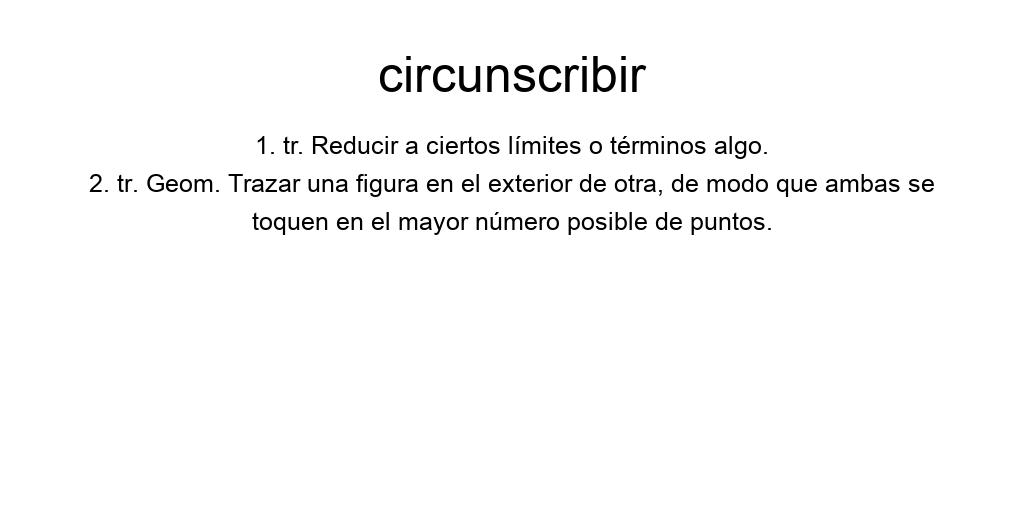 circunscribir
1. tr. Reducir a ciertos límites o términos algo.
2. tr. Geom. Trazar una figura en el exterior de otra, de modo que ambas se
toquen en el mayor número posible de puntos.